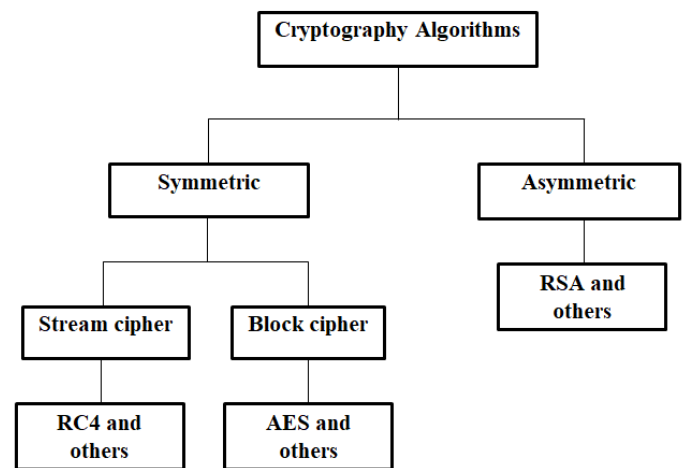 Cryptography Algorithms
Symmetric
Asymmetric
RSA and
others
Stream cipher
Block cipher
RC4 and
others
AES and
others